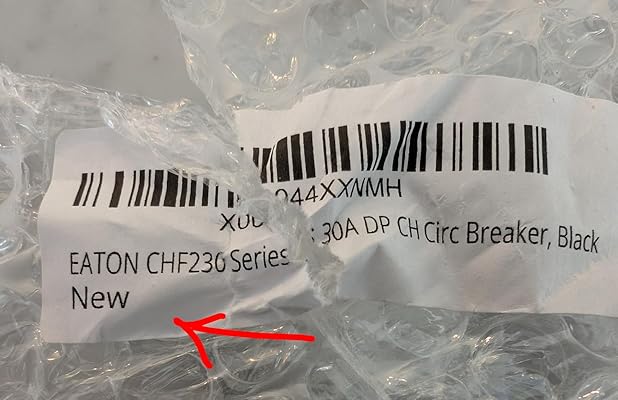 X00 044XXNMH
EATON CHF230 Series : 30A DP CH Circ Breaker, Black
New